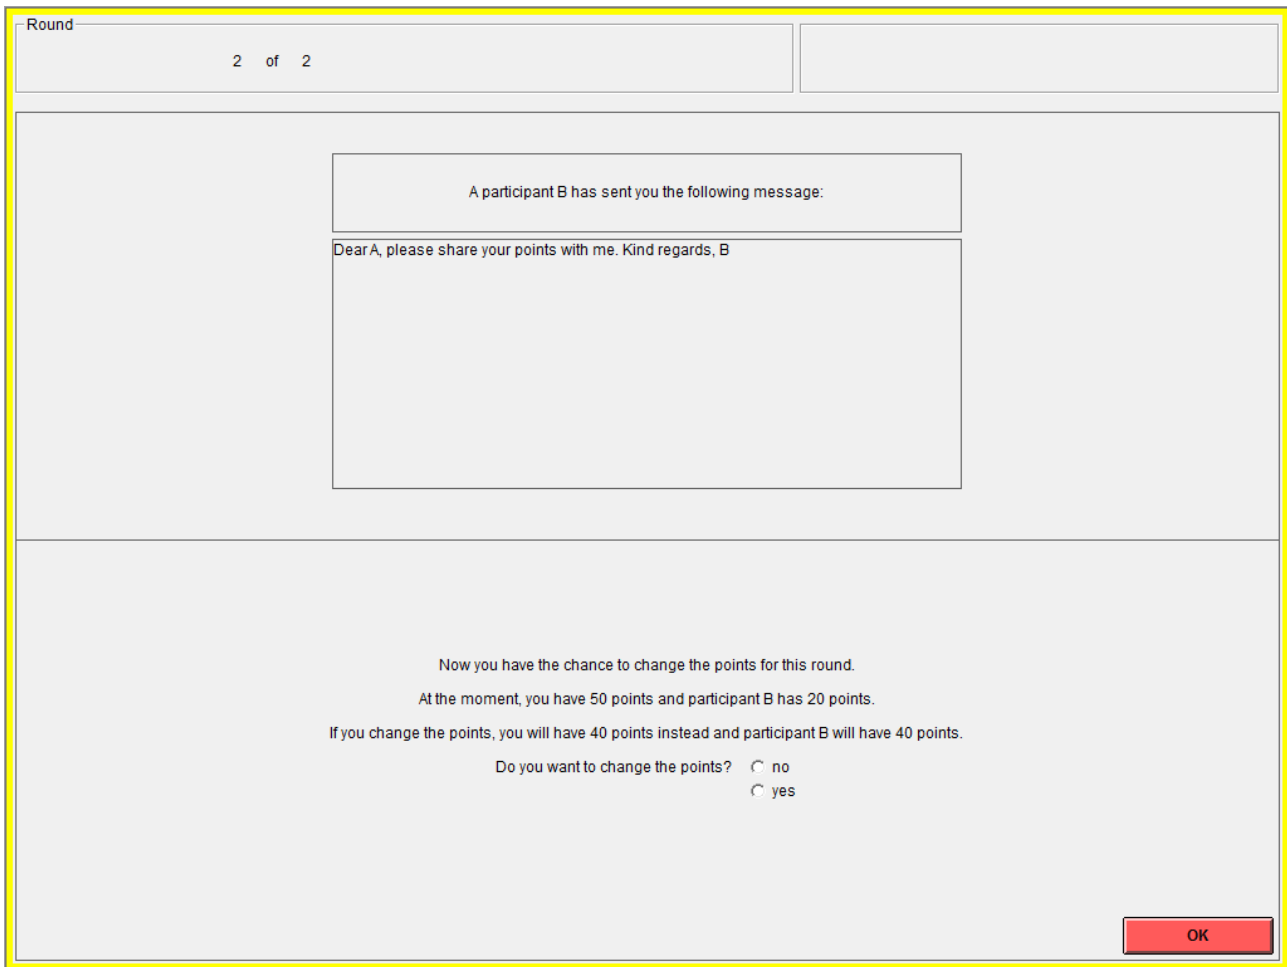 Round
2 of 2
A participant B has sent you the following message:
Dear A, please share your points with me. Kind regards, B
Now you have the chance to change the points for this round.
At the moment, you have 50 points and participant B has 20 points.
If you change the points, you will have 40 points instead and participant B will have 40 points.
Do you want to change the points? no
yes
OK